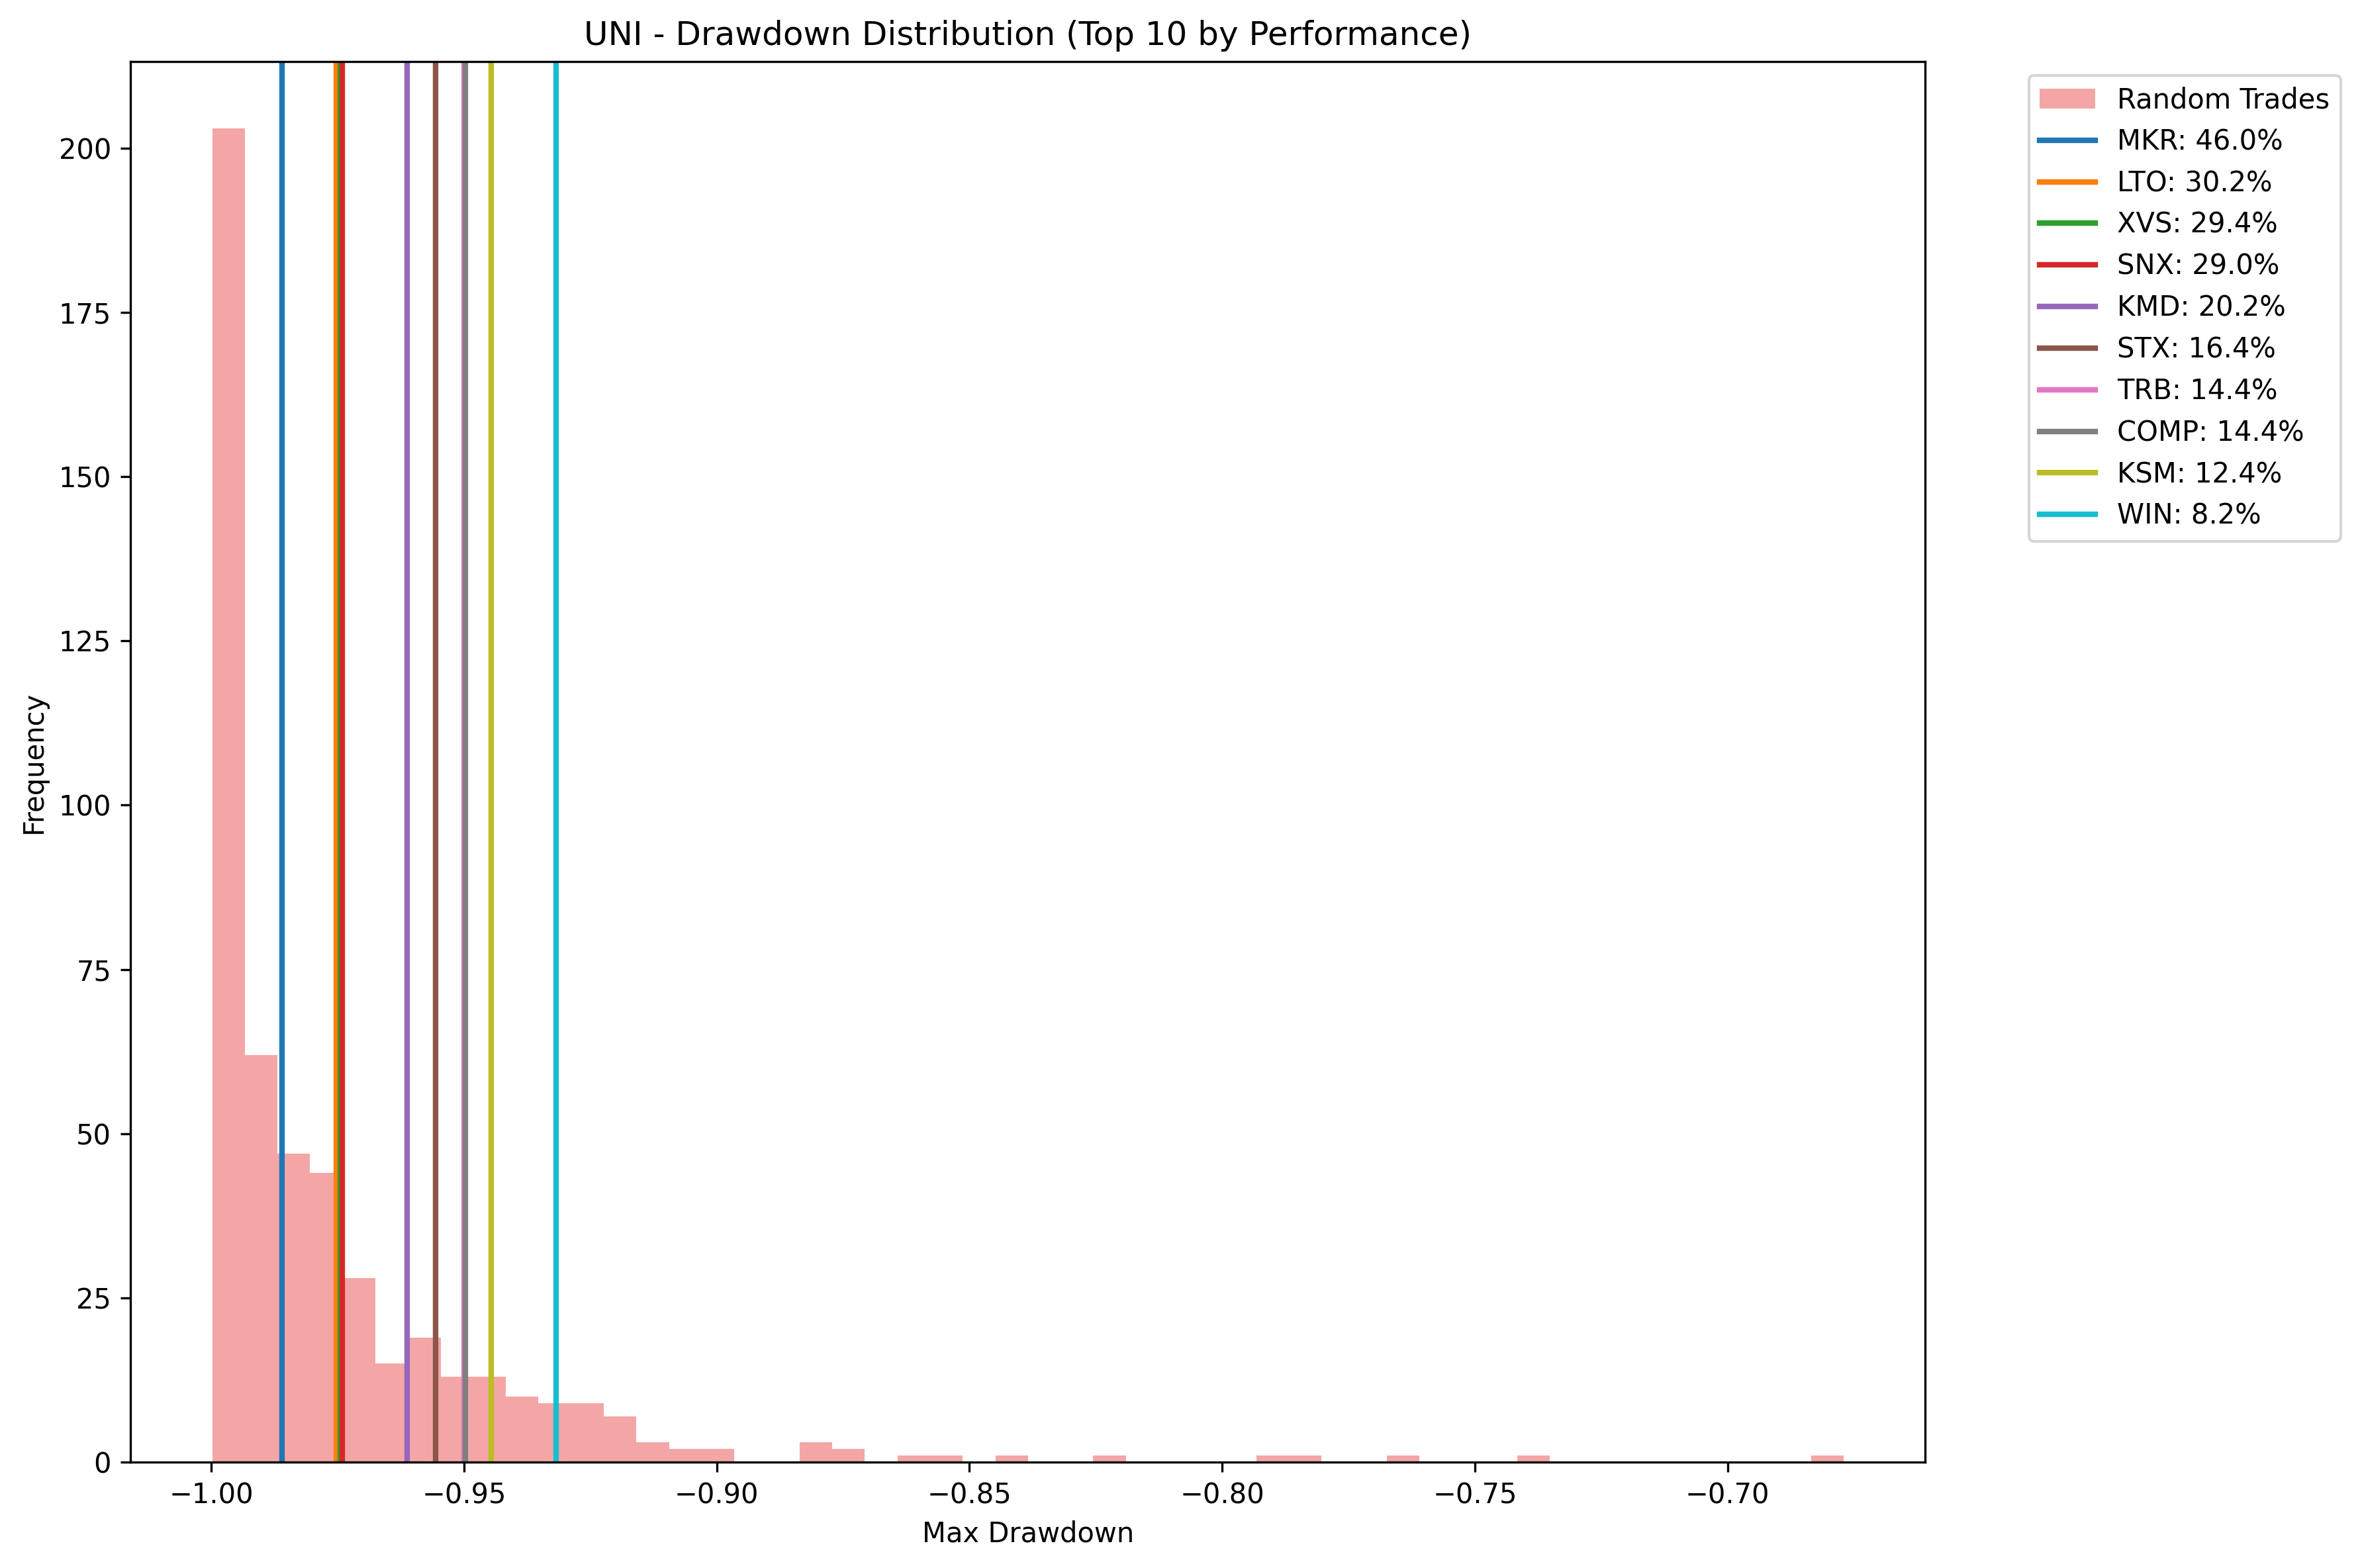 UNI - Drawdown Distribution (Top 10 by Performance)
Random Trades
MKR: 46.0%
LTO: 30.2%
XVS: 29.4%
SNX: 29.0%
KMD: 20.2%
STX: 16.4%
TRB: 14.4%
COMP: 14.4%
KSM: 12.4%
WIN: 8.2%
Frequency
200
175
150
125
100
75
50
25
0
−1.00
−0.95
−0.90
−0.85
−0.80
−0.75
−0.70
Max Drawdown